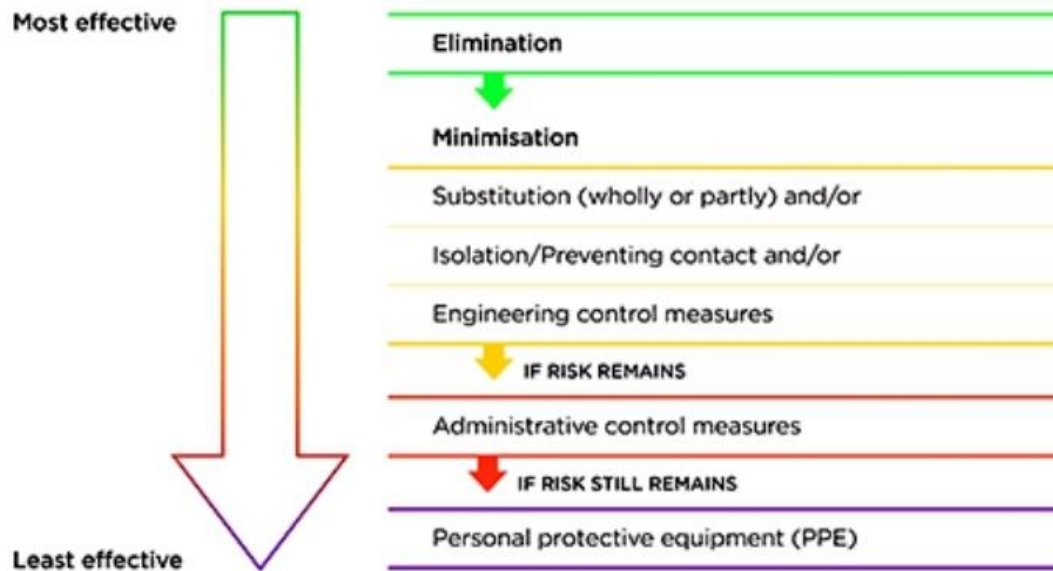 Most effective
Elimination
Minimisation
Substitution (wholly or partly) and/or
Isolation/Preventing contact and/or
Engineering control measures
IF RISK REMAINS
Administrative control measures
IF RISK STILL REMAINS
Personal protective equipment (PPE)
Least effective